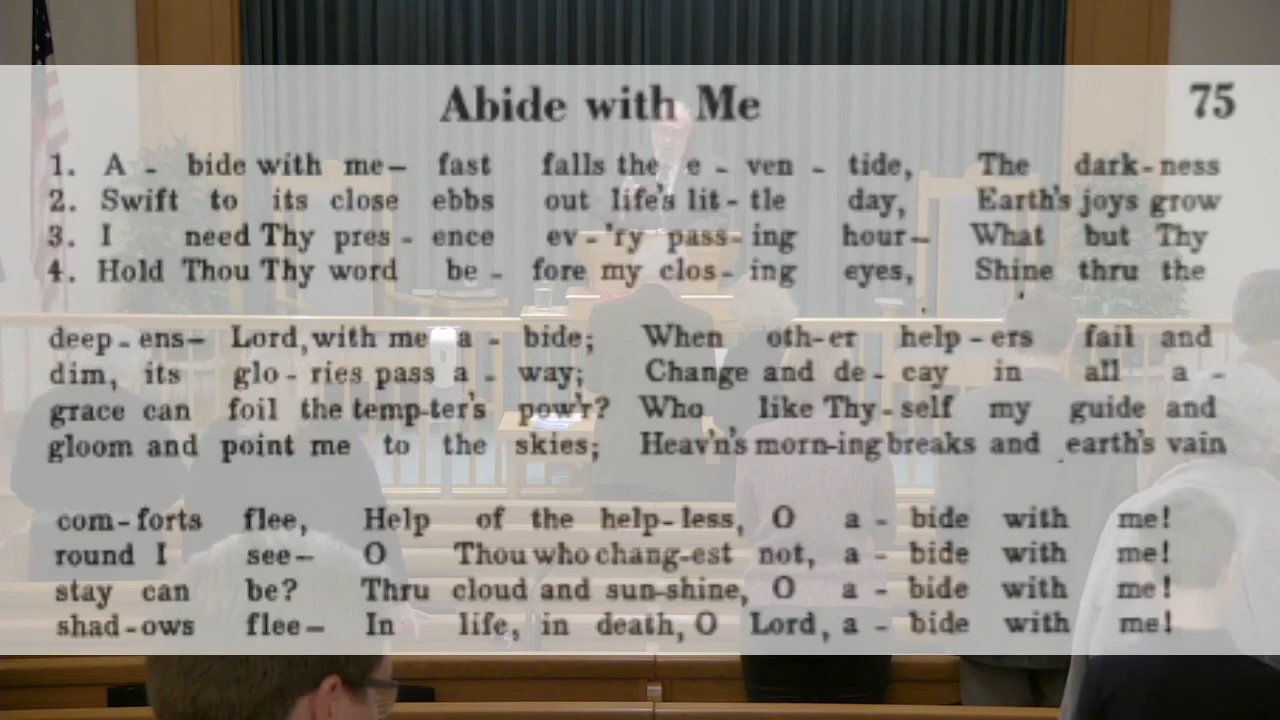 Abide with Me 75
1. A - bide with me— fast falls the e - ven - tide, The dark - ness
2. Swift to its close ebbs out life's lit - tle day, Earth's joys grow
3. I need Thy pres - ence ev - 'ry pass - ing hour— What but Thy
4. Hold Thou Thy word be - fore my clos - ing eyes, Shine thru the
deep - ens— Lord, with me a - bide; When oth - er help - ers fail and
dim, its glo - ries pass a - way; Change and de - cay in all a -
grace can foil the temp - ter's pow'r? Who like Thy - self my guide and
gloom and point me to the skies; Heav'n's morn - ing breaks and earth's vain
com - forts flee, Help of the help - less, O a - bide with me!
round I see— O Thou who chang - est not, a - bide with me!
stay can be? Thru cloud and sun - shine, O a - bide with me!
shad - ows flee— In life, in death, O Lord, a - bide with me!